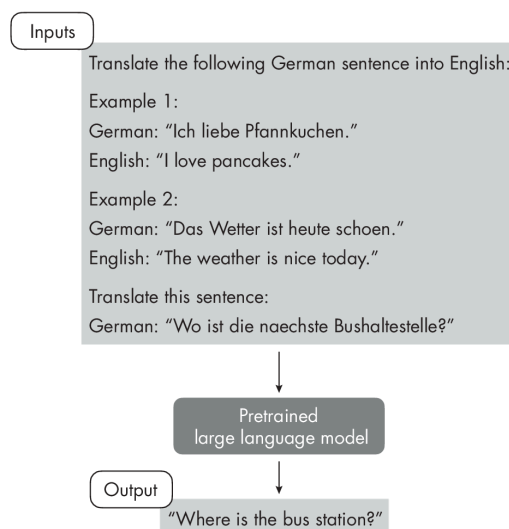 Inputs
Translate the following German sentence into English:
Example 1:
German: “Ich liebe Pfannkuchen.”
English: “I love pancakes.”
Example 2:
German: “Das Wetter ist heute schoen.”
English: “The weather is nice today.”
Translate this sentence:
German: “Wo ist die naechste Bushaltestelle?”
Pretrained
large language model
Output
“Where is the bus station?”